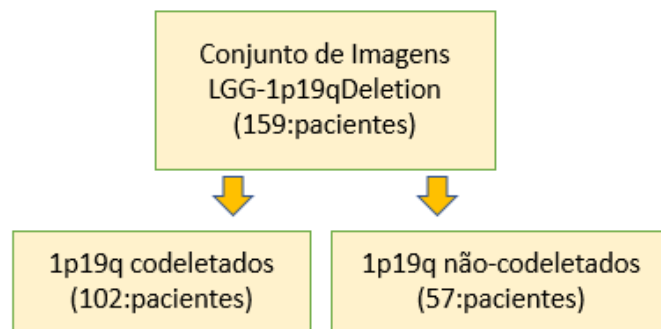 Conjunto de Imagens
LGG-1p19qDeletion
(159:pacientes)
1p19q codeletados
(102:pacientes)
1p19q não-codeletados
(57:pacientes)